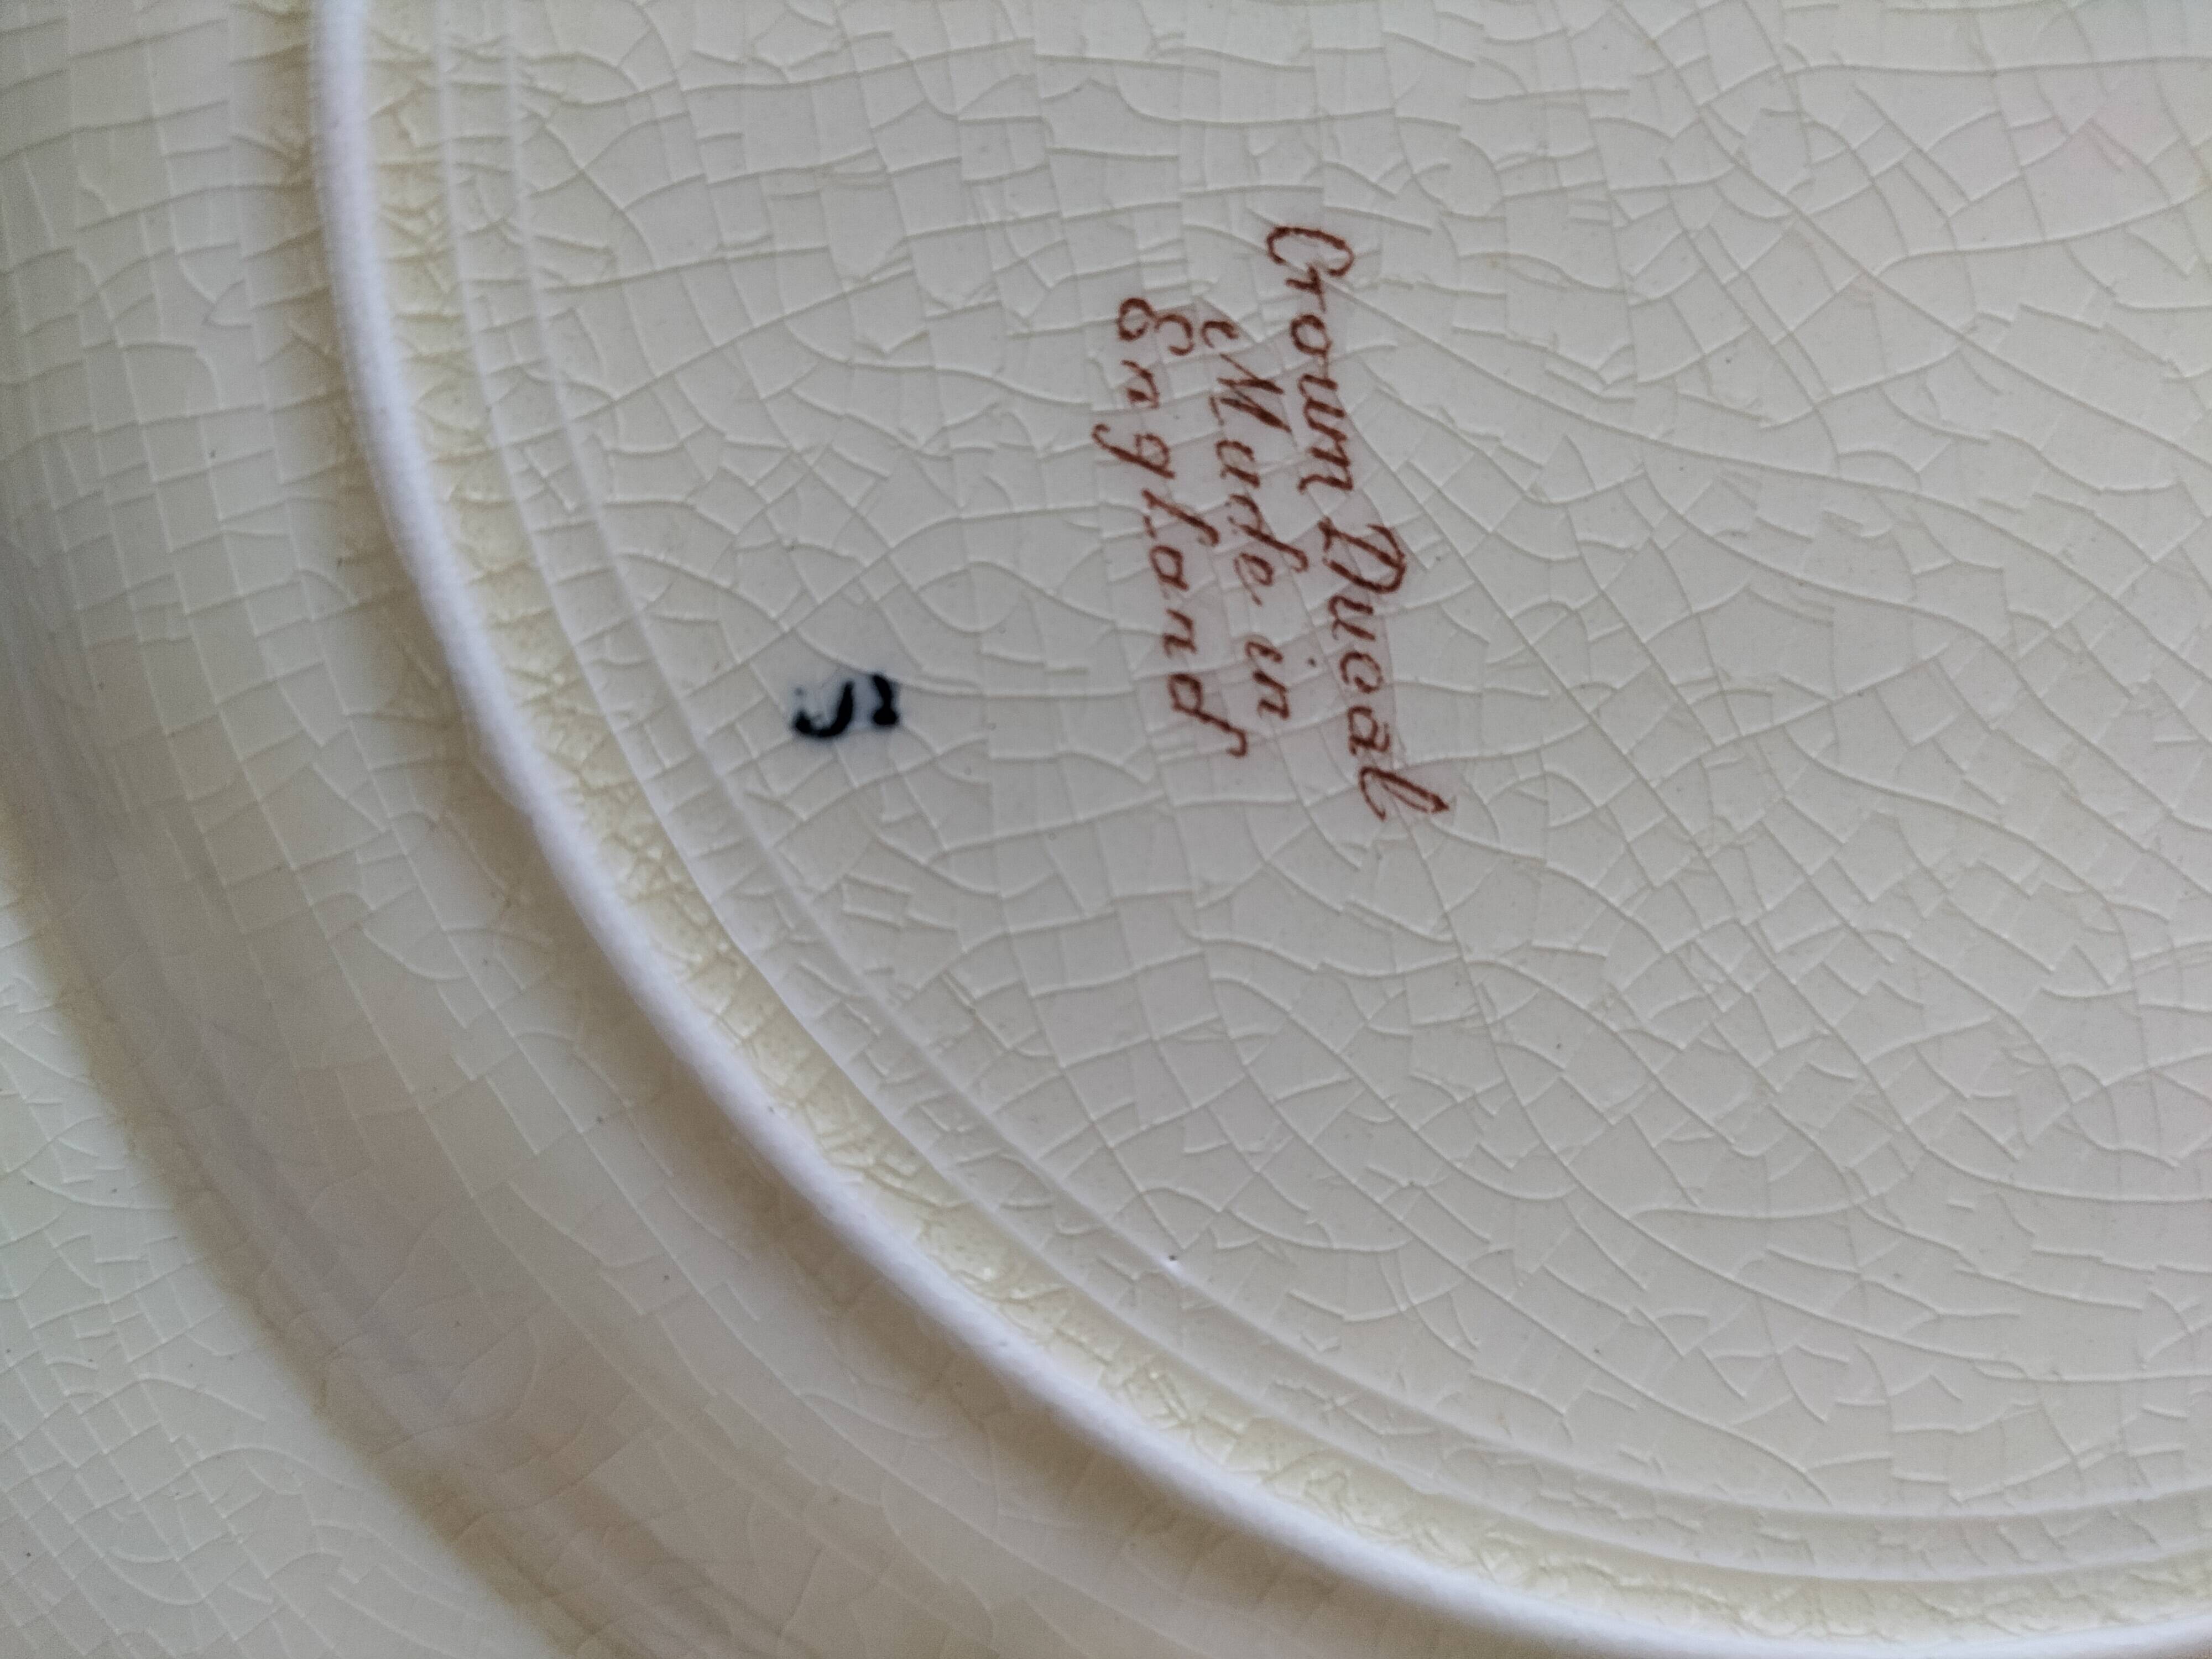 Crown Ducal
Made in
England